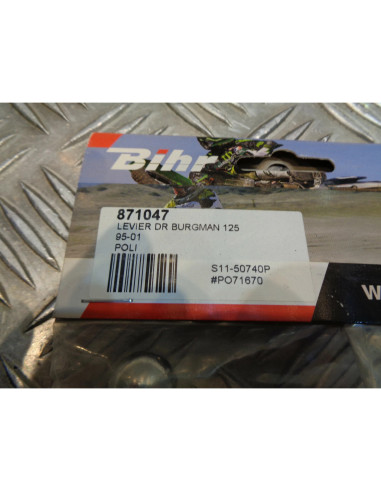 Bihr
871047
LEVIER DR BURGMAN 125
95-01
POLI
S11-50740P
#PO71670
W